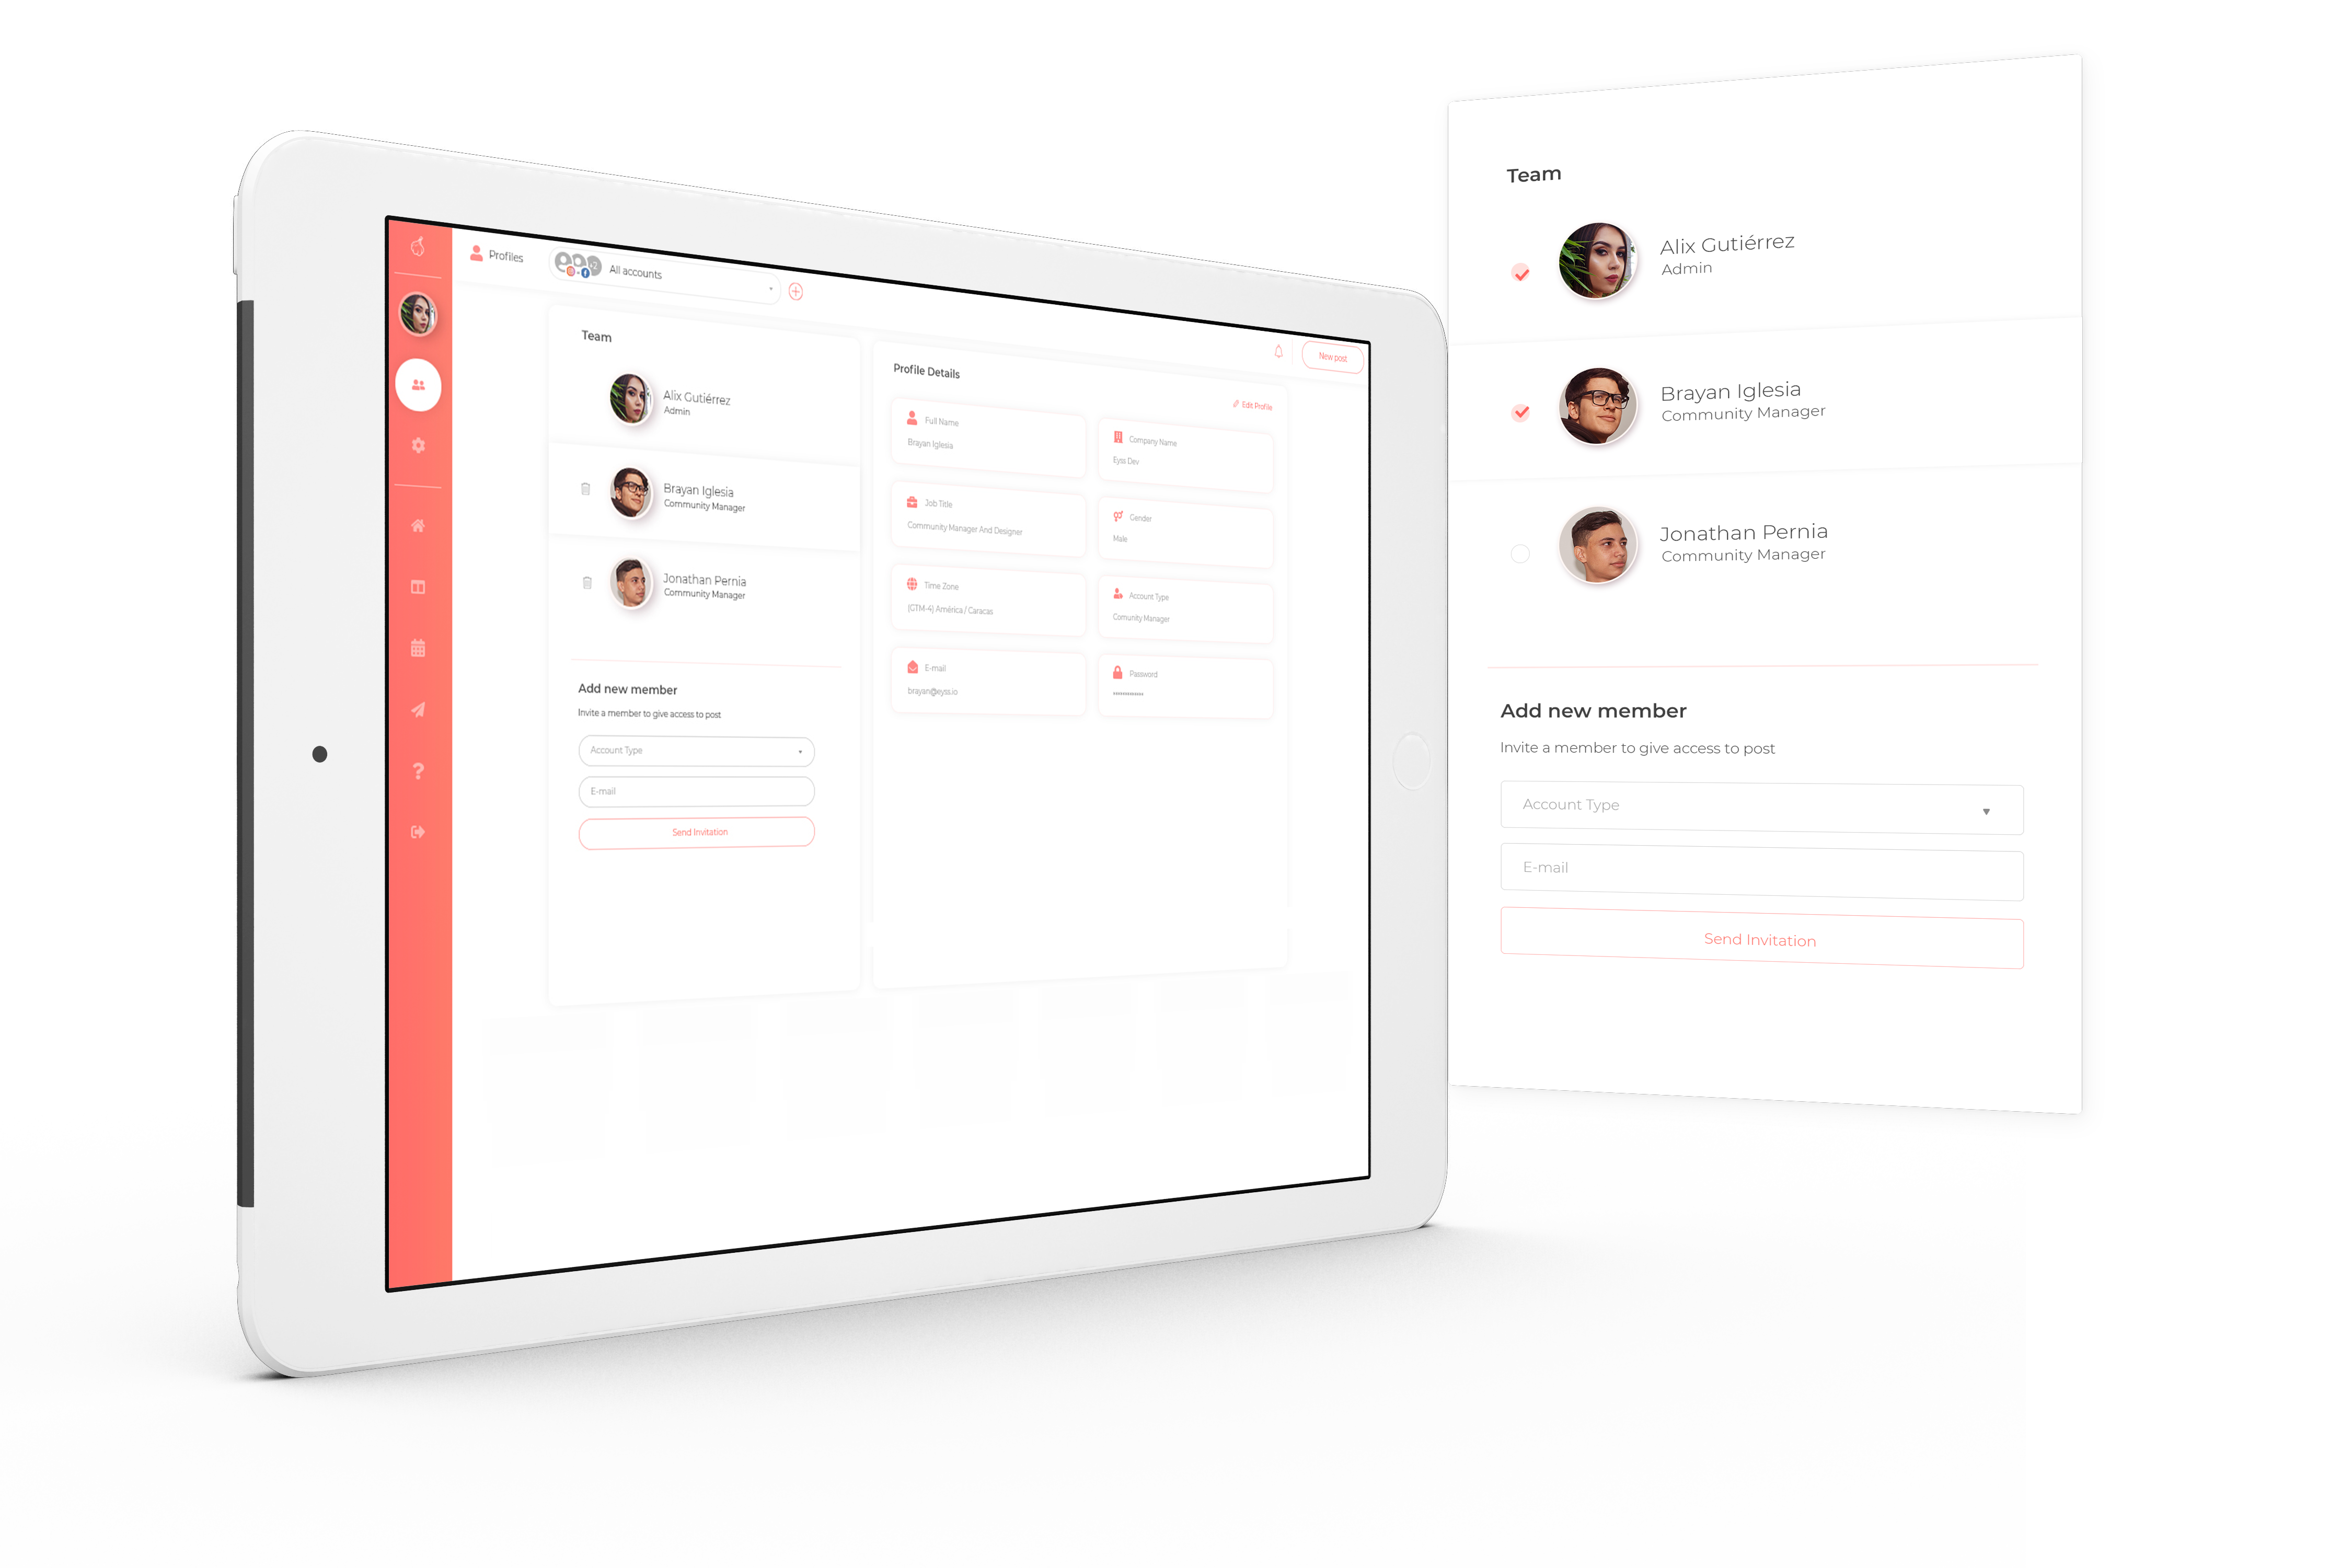 Profiles
+2
All accounts
New post
Team
Alix Gutiérrez
Admin
Brayan Iglesia
Community Manager
Jonathan Pernia
Community Manager
Add new member
Invite a member to give access to post
Account Type
E-mail
Send Invitation
Profile Details
Edit Profile
Full Name
Brayan Iglesia
Company Name
Eyss Dev
Job Title
Community Manager And Designer
Gender
Male
Time Zone
(GTM-4) América / Caracas
Account Type
Comunity Manager
E-mail
brayan@eyss.io
Password
************
Team
Alix Gutiérrez
Admin
Brayan Iglesia
Community Manager
Jonathan Pernia
Community Manager
Add new member
Invite a member to give access to post
Account Type
E-mail
Send Invitation